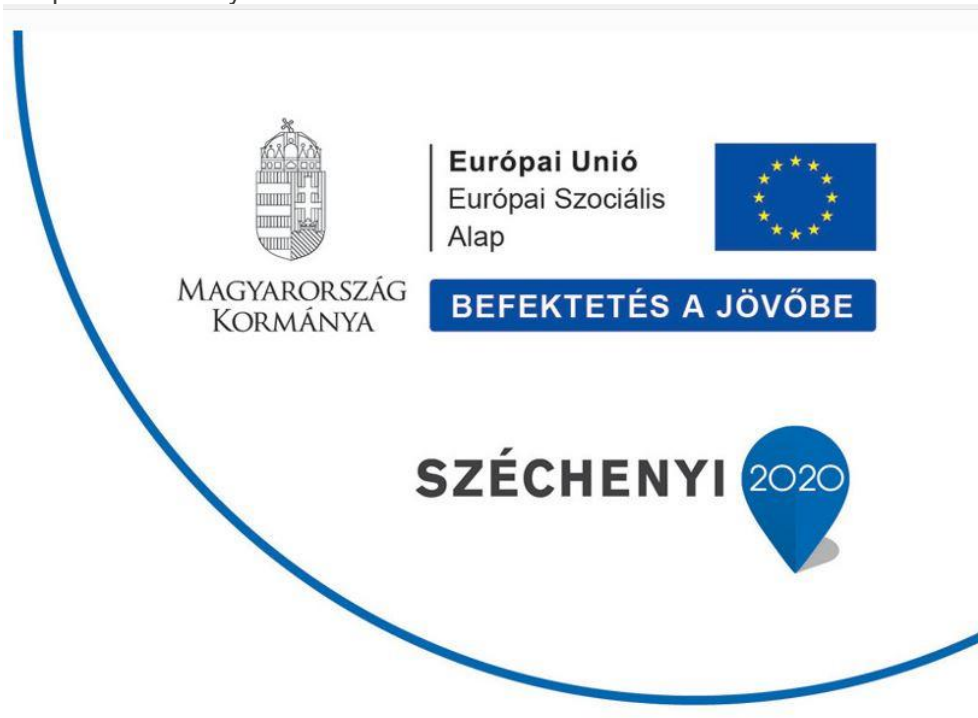 Európai Unió
Európai Szociális
Alap
MAGYARORSZÁG
KORMÁNYA
BEFEKTETÉS A JÖVŐBE
SZÉCHENYI 2020